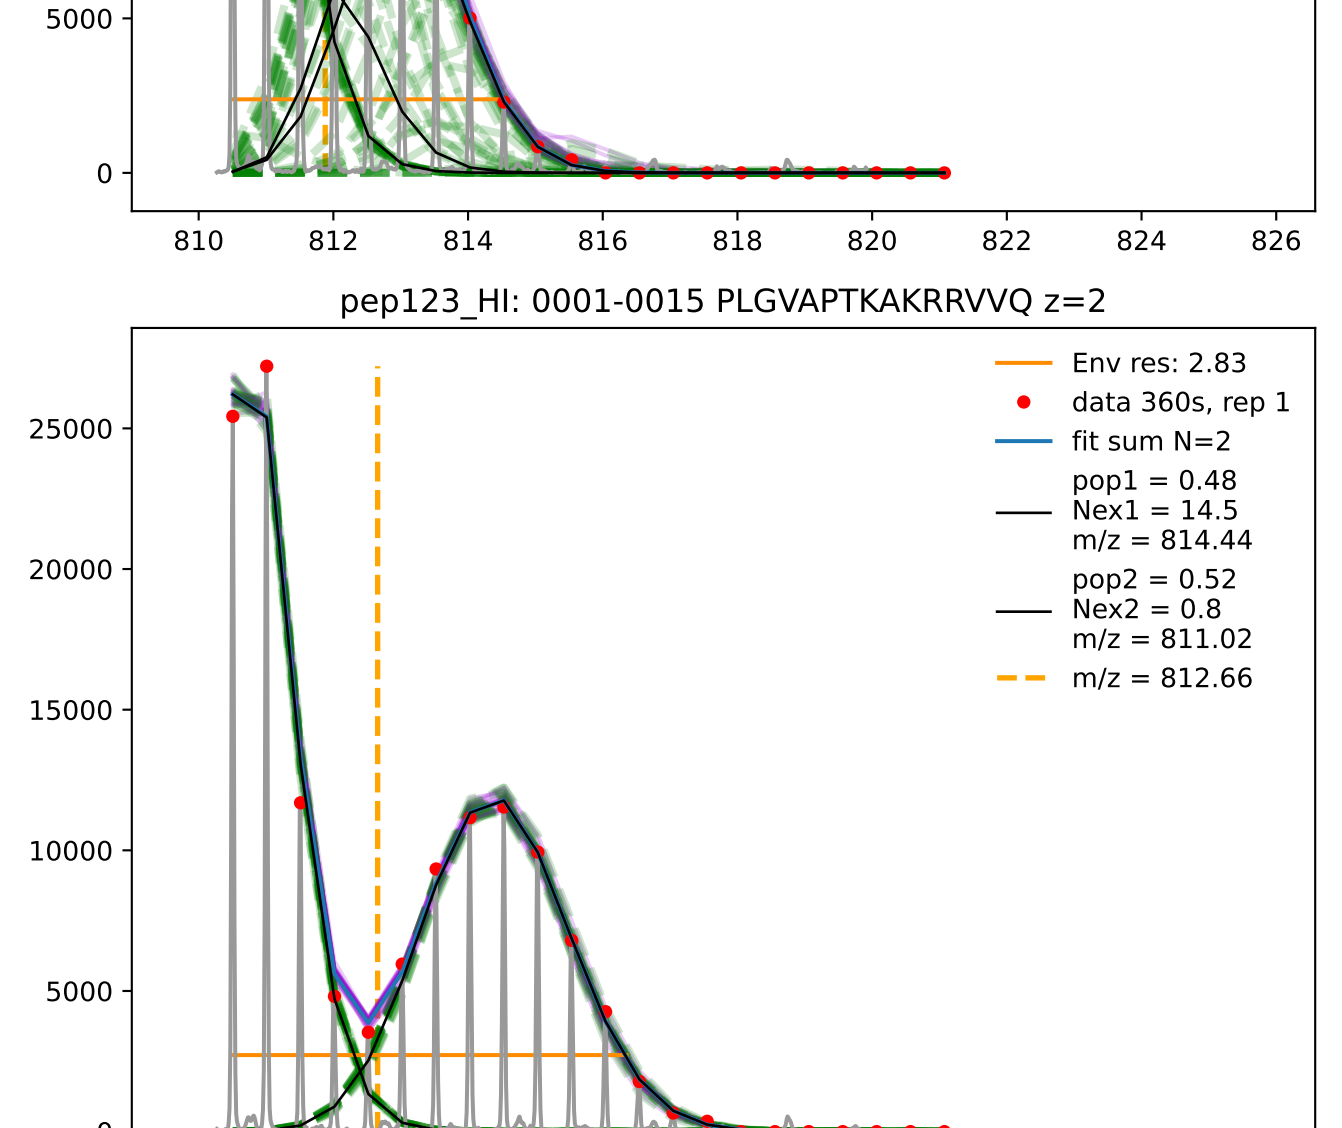 5000
0
810 812 814 816 818 820 822 824 826
pep123_HI: 0001-0015 PLGVAPTKAKRRVVQ z=2
Env res: 2.83
data 360s, rep 1
fit sum N=2
pop1 = 0.48
Nex1 = 14.5
m/z = 814.44
pop2 = 0.52
Nex2 = 0.8
m/z = 811.02
m/z = 812.66
25000
20000
15000
10000
5000
0